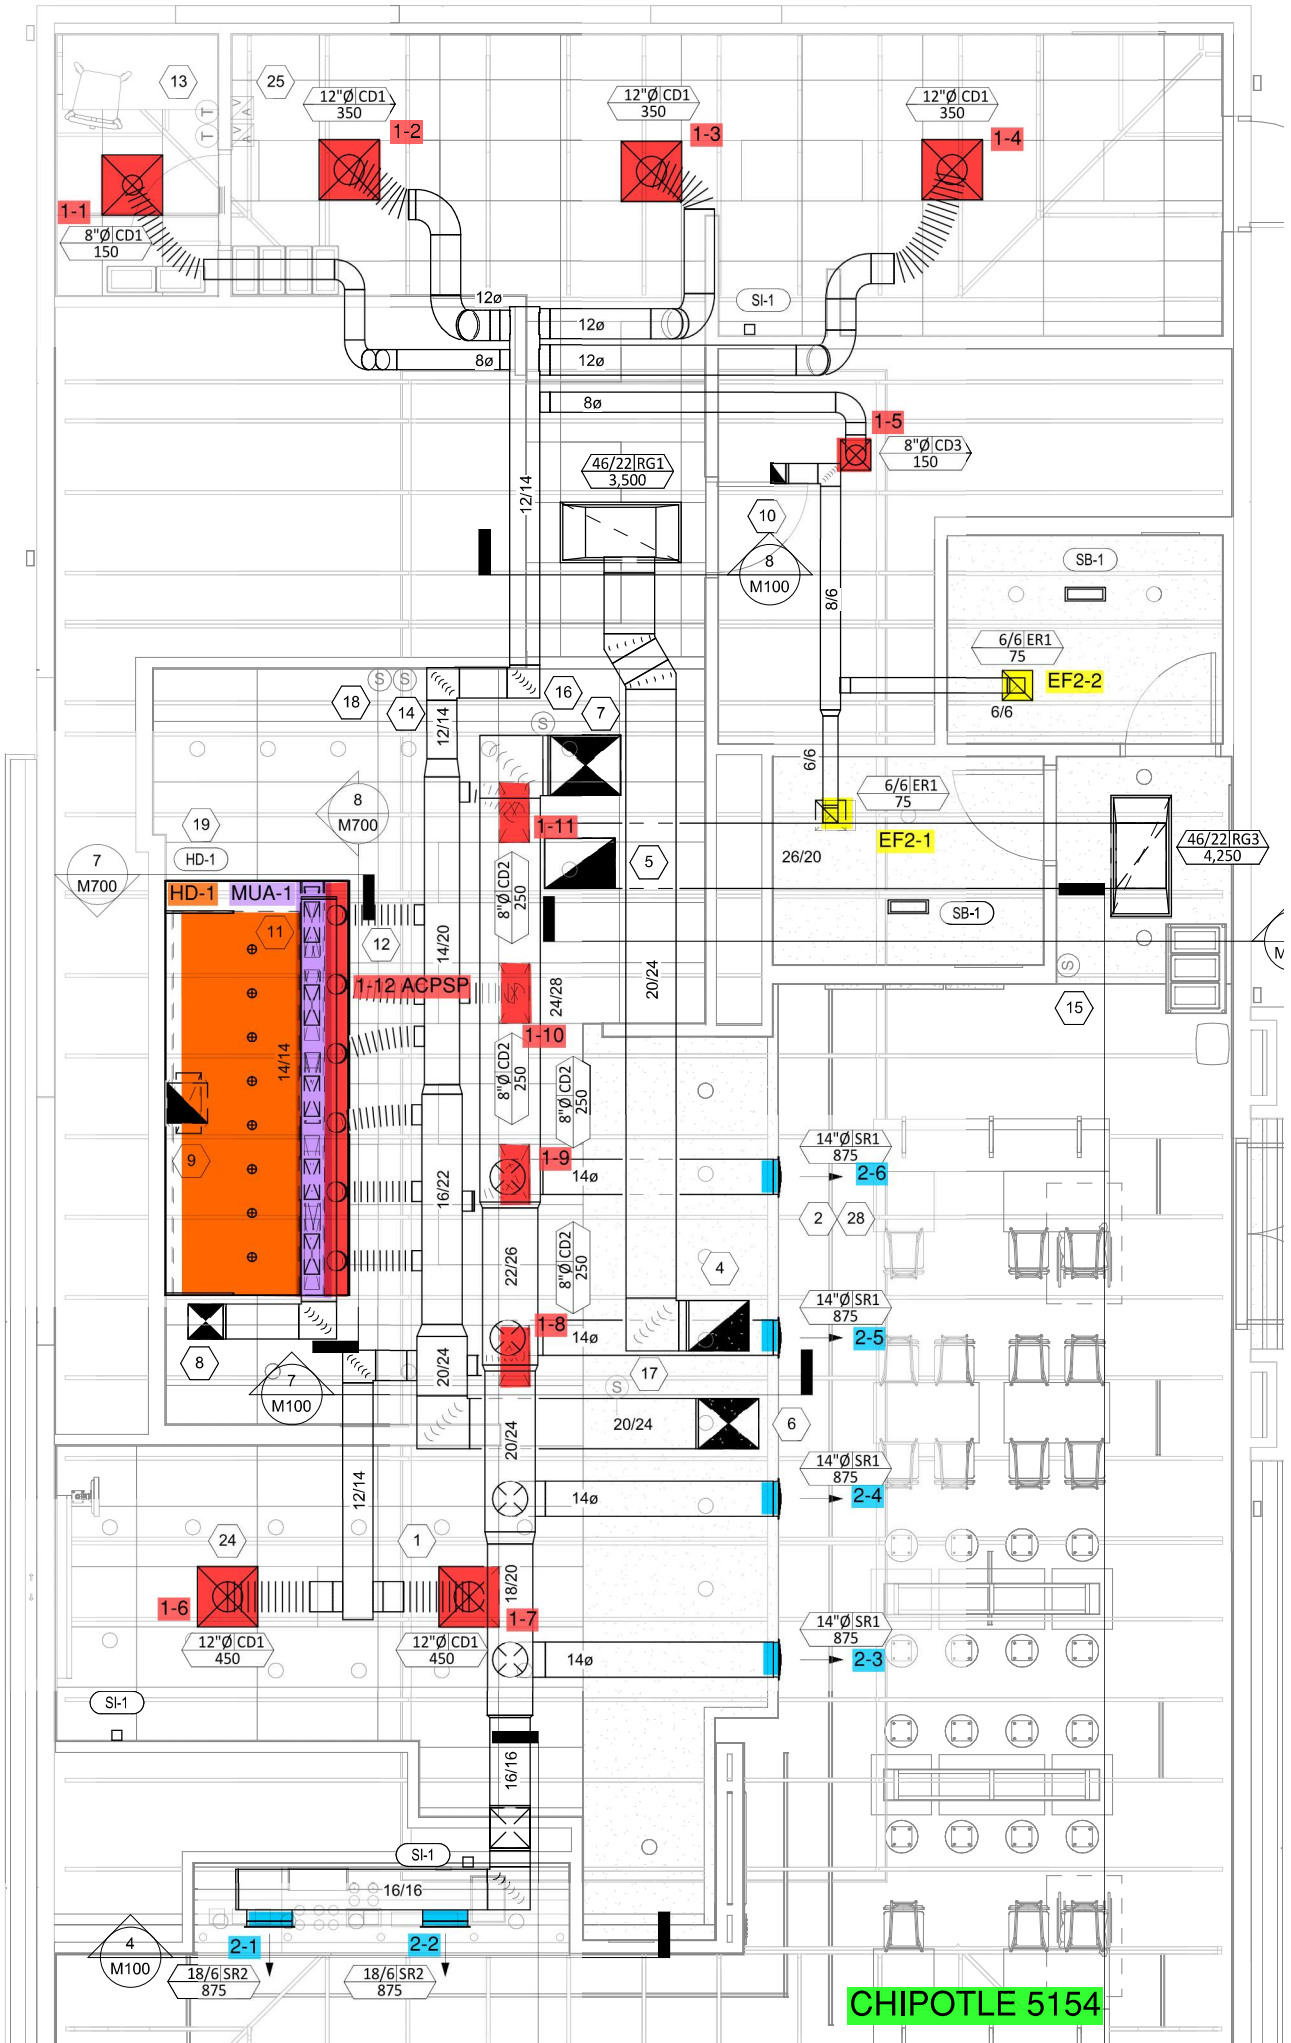 13
25
12"Ø CD1
350
12"Ø CD1
350
12"Ø CD1
350
T
T
V
A
V
A
1-2
1-3
1-4
1-1
8"Ø CD1
150
SI-1
12ø
12ø
8ø
12ø
8ø
1-5
8"Ø CD3
150
46/22 RG1
3,500
12/14
10
8
M100
SB-1
8/6
6/6 ER1
75
EF2-2
6/6
S
S
18
14
16
7
S
12/14
6/6
6/6 ER1
75
EF2-1
8
M700
19
HD-1
7
M700
1-11
5
26/20
46/22 RG3
4,250
HD-1
MUA-1
8"Ø CD2
250
SB-1
11
12
14/20
M
1-12 ACPSP
24/28
20/24
S
15
1-10
14/14
8"Ø CD2
250
8"Ø CD2
250
9
1-9
14ø
14"Ø SR1
875
2-6
16/22
2
28
22/26
8"Ø CD2
250
4
14"Ø SR1
875
1-8
14ø
2-5
8
7
M100
20/24
17
S
20/24
20/24
6
14"Ø SR1
875
12/14
14ø
2-4
24
1
18/20
1-6
1-7
12"Ø CD1
450
12"Ø CD1
450
14ø
14"Ø SR1
875
2-3
SI-1
16/16
SI-1
16/16
4
M100
2-1
2-2
18/6 SR2
875
18/6 SR2
875
CHIPOTLE 5154